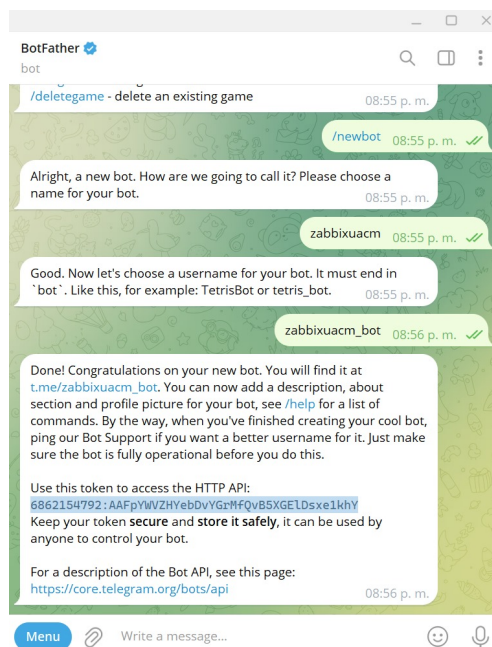 BotFather
bot
/deletegame - delete an existing game
08:55 p. m.
/newbot 08:55 p. m.
Alright, a new bot. How are we going to call it? Please choose a
name for your bot.
08:55 p. m.
zabbixuacm 08:55 p. m.
Good. Now let's choose a username for your bot. It must end in
`bot`. Like this, for example: TetrisBot or tetris_bot.
08:55 p. m.
zabbixuacm_bot 08:56 p. m.
Done! Congratulations on your new bot. You will find it at
t.me/zabbixuacm_bot. You can now add a description, about
section and profile picture for your bot, see /help for a list of
commands. By the way, when you've finished creating your cool bot,
ping our Bot Support if you want a better username for it. Just make
sure the bot is fully operational before you do this.
Use this token to access the HTTP API:
6862154792:AAFpYWVZHYebDvYGrMfQvB5XGElDsxe1khY
Keep your token secure and store it safely, it can be used by
anyone to control your bot.
For a description of the Bot API, see this page:
https://core.telegram.org/bots/api
08:56 p. m.
Menu
Write a message...